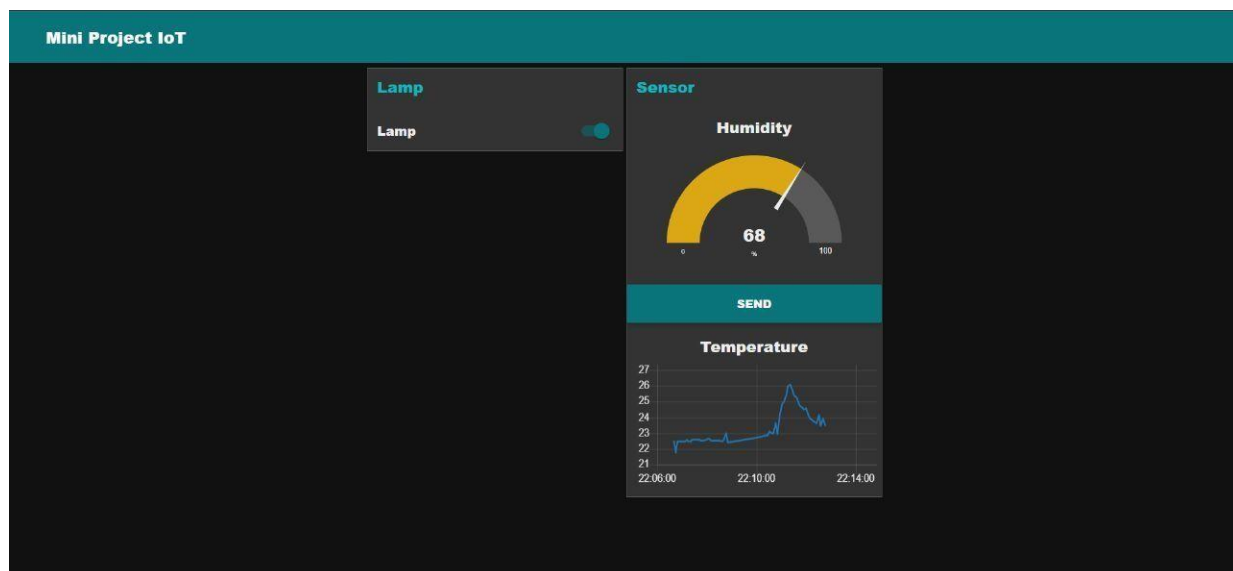 Mini Project IoT
Lamp
Lamp
Sensor
Humidity
68
%
0
100
SEND
Temperature
27
26
25
24
23
22
21
22:06:00 22:10:00 22:14:00